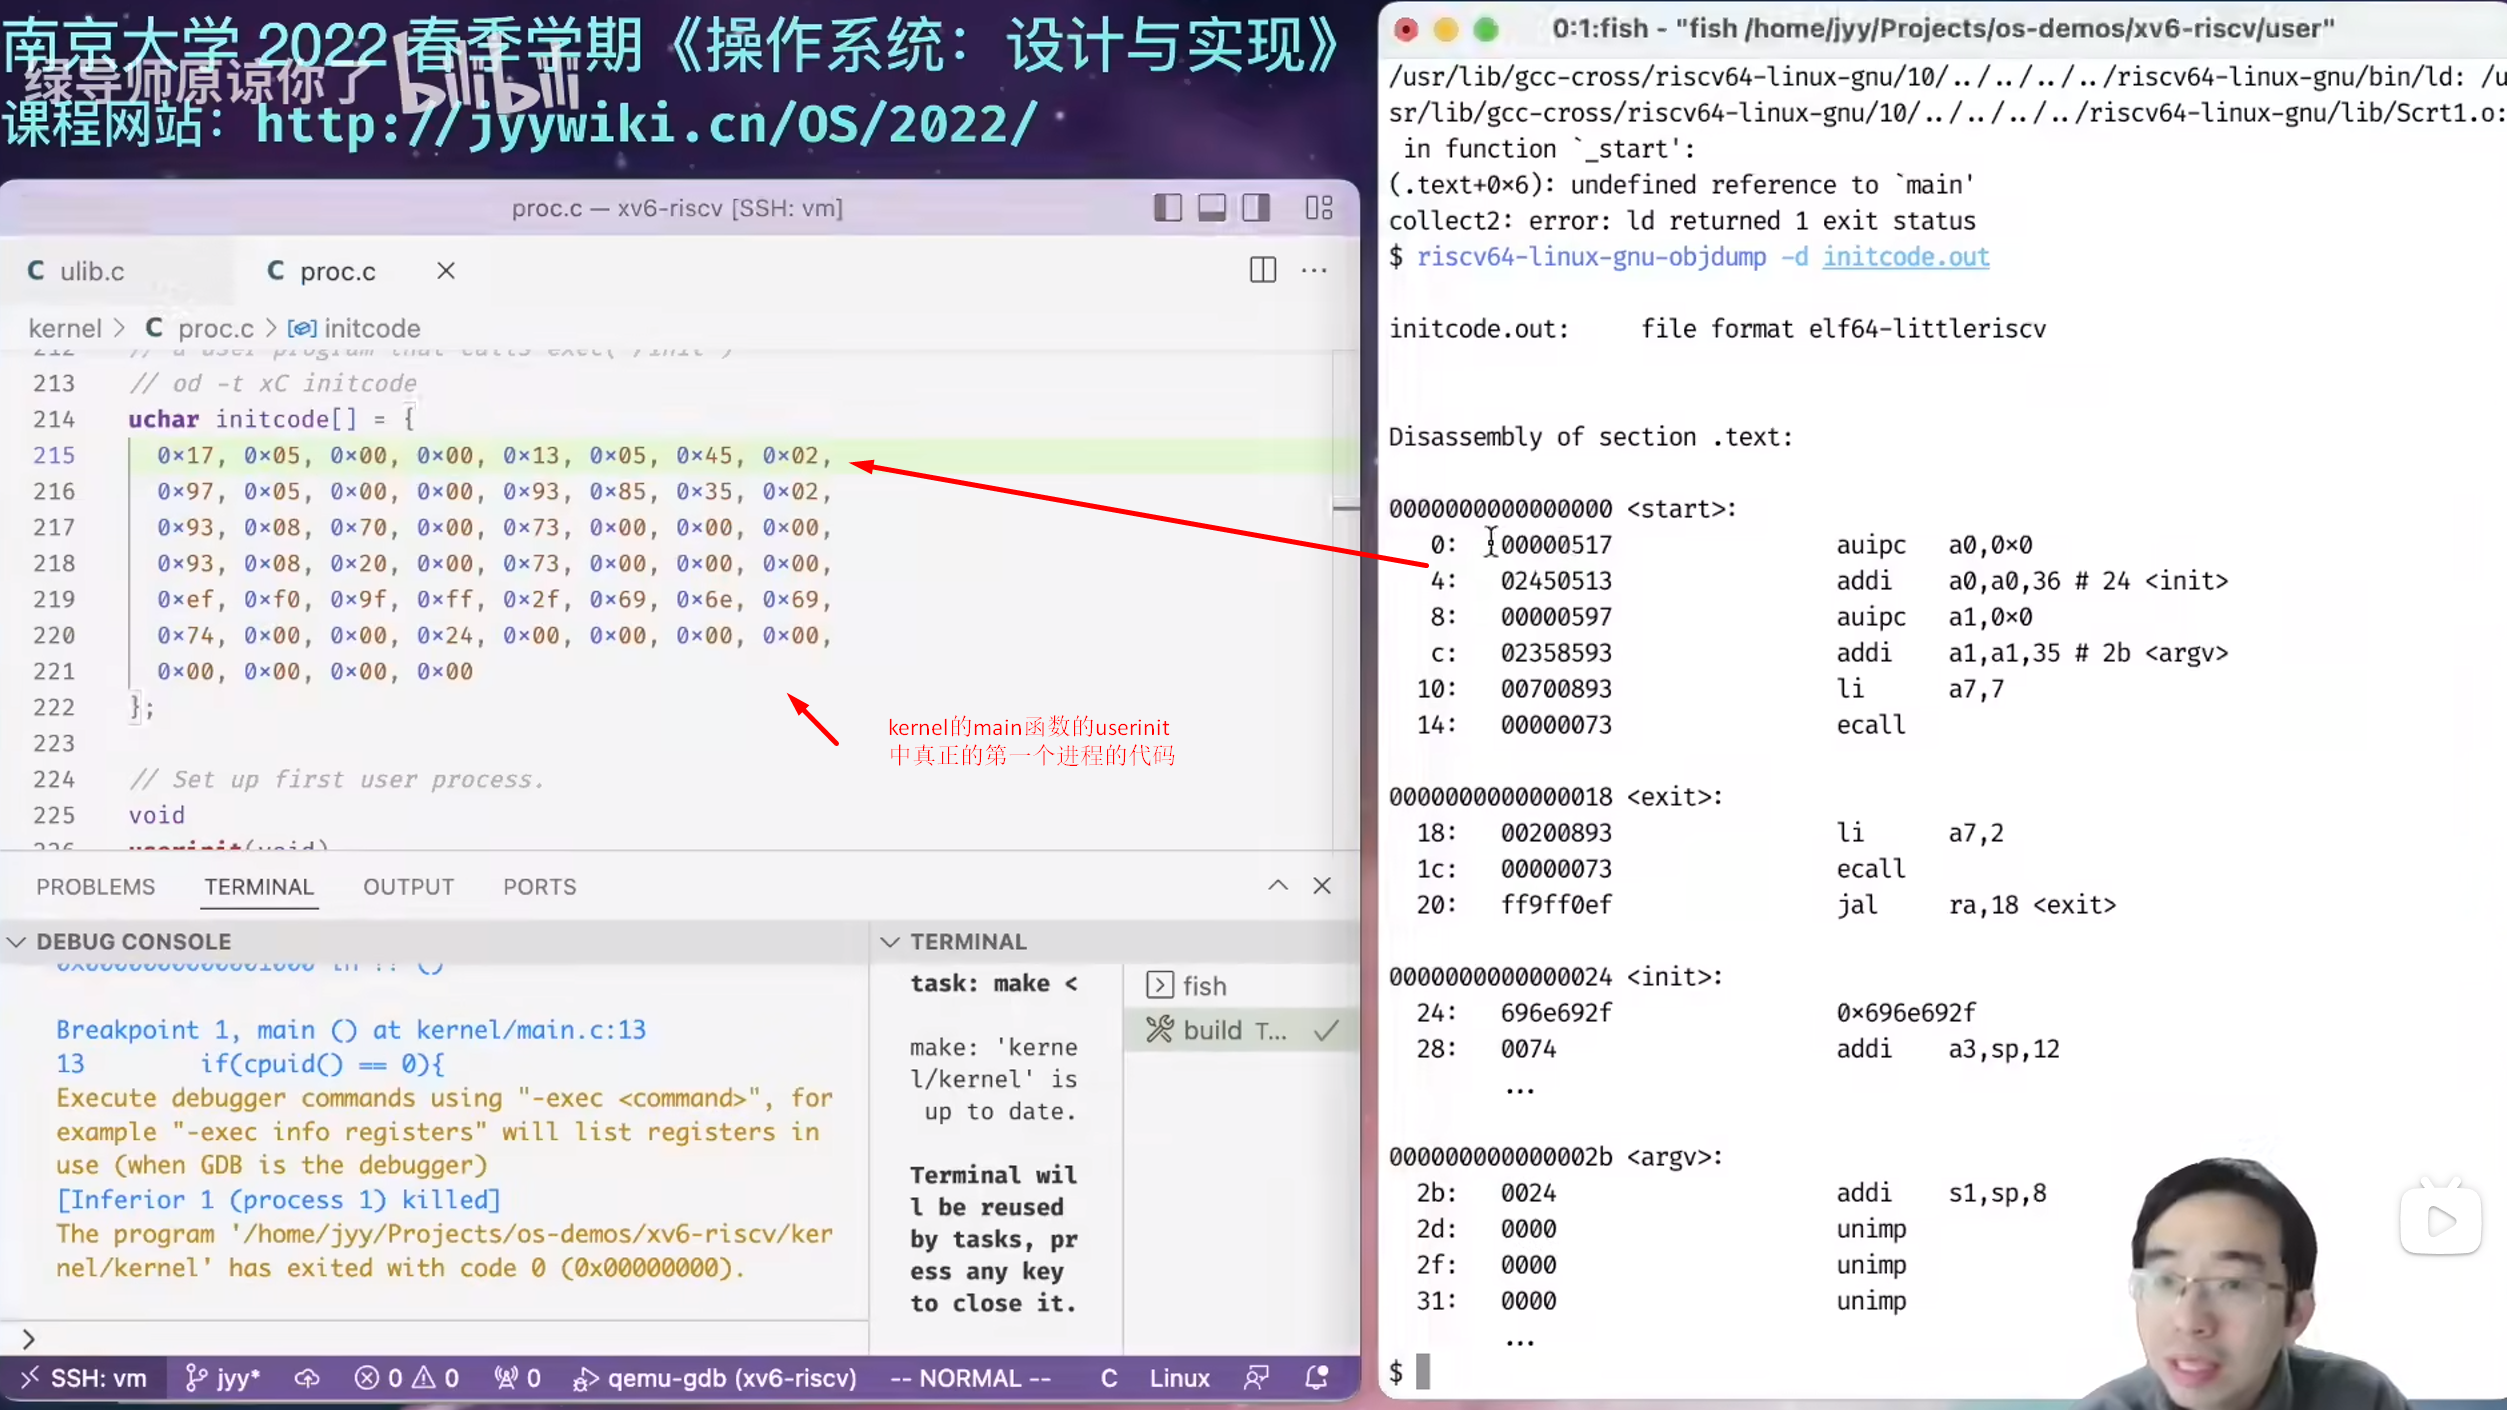 南京大学 2022 春季学期《操作系统：设计与实现》
绿导师原谅你了 bilibili
课程网站：http://jyywiki.cn/OS/2022/
proc.c — xv6-riscv [SSH: vm]
C ulib.c C proc.c
kernel > C proc.c > initcode
212 // a user program that calls exec("/init")
213 // od -t xC initcode
214 uchar initcode[] = {
215 0x17, 0x05, 0x00, 0x00, 0x13, 0x05, 0x45, 0x02,
216 0x97, 0x05, 0x00, 0x00, 0x93, 0x85, 0x35, 0x02,
217 0x93, 0x08, 0x70, 0x00, 0x73, 0x00, 0x00, 0x00,
218 0x93, 0x08, 0x20, 0x00, 0x73, 0x00, 0x00, 0x00,
219 0xef, 0xf0, 0x9f, 0xff, 0x2f, 0x69, 0x6e, 0x69,
220 0x74, 0x00, 0x00, 0x24, 0x00, 0x00, 0x00, 0x00,
221 0x00, 0x00, 0x00, 0x00
222 };
223
224 // Set up first user process.
225 void
226 userinit(void)
kernel的main函数的userinit
中真正的第一个进程的代码
PROBLEMS TERMINAL OUTPUT PORTS
DEBUG CONSOLE
0x0000000000001000 in ?? ()
Breakpoint 1, main () at kernel/main.c:13
13 if(cpuid() == 0){
Execute debugger commands using "-exec <command>", for
example "-exec info registers" will list registers in
use (when GDB is the debugger)
[Inferior 1 (process 1) killed]
The program '/home/jyy/Projects/os-demos/xv6-riscv/ker
nel/kernel' has exited with code 0 (0x00000000).
>
TERMINAL
task: make <
make: 'kerne
l/kernel' is
up to date.
Terminal wil
l be reused
by tasks, pr
ess any key
to close it.
fish
build T...
SSH: vm jyy* 0 0 0 qemu-gdb (xv6-riscv) -- NORMAL -- C Linux
0:1:fish - "fish /home/jyy/Projects/os-demos/xv6-riscv/user"
/usr/lib/gcc-cross/riscv64-linux-gnu/10/../../../../riscv64-linux-gnu/bin/ld: /u
sr/lib/gcc-cross/riscv64-linux-gnu/10/../../../../riscv64-linux-gnu/lib/Scrt1.o:
in function `_start':
(.text+0x6): undefined reference to `main'
collect2: error: ld returned 1 exit status
$ riscv64-linux-gnu-objdump -d initcode.out
initcode.out: file format elf64-littleriscv
Disassembly of section .text:
0000000000000000 <start>:
0: 00000517 auipc a0,0x0
4: 02450513 addi a0,a0,36 # 24 <init>
8: 00000597 auipc a1,0x0
c: 02358593 addi a1,a1,35 # 2b <argv>
10: 00700893 li a7,7
14: 00000073 ecall
0000000000000018 <exit>:
18: 00200893 li a7,2
1c: 00000073 ecall
20: ff9ff0ef jal ra,18 <exit>
0000000000000024 <init>:
24: 696e692f 0x696e692f
28: 0074 addi a3,sp,12
...
000000000000002b <argv>:
2b: 0024 addi s1,sp,8
2d: 0000 unimp
2f: 0000 unimp
31: 0000 unimp
...
$